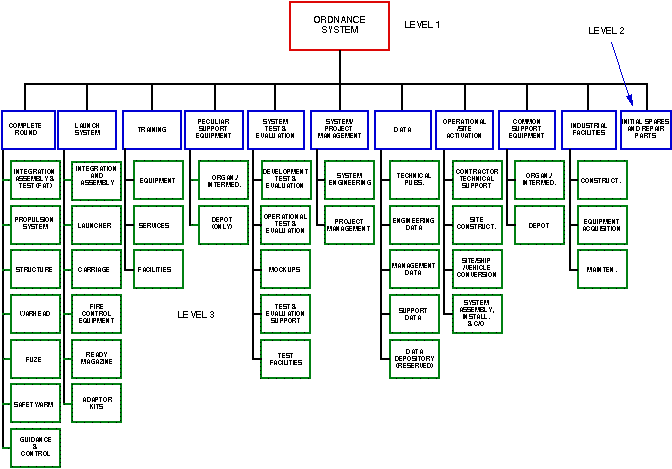 ORDNANCE
SYSTEM
LEVEL 1
LEVEL 2
COMPLETE
ROUND
LAUNCH
SYSTEM
TRAINING
PECULIAR
SUPPORT
EQUIPMENT
SYSTEM
TEST &
EVALUATION
SYSTEM/
PROJECT
MANAGEMENT
DATA
OPERATIONAL
/SITE
ACTIVATION
COMMON
SUPPORT
EQUIPMENT
INDUSTRIAL
FACILITIES
INITIAL SPARES
AND REPAIR
PARTS
INTEGRATION
ASSEMBLY &
TEST (FAT)
PROPULSION
SYSTEM
STRUCTURE
WARHEAD
FUZE
SAFETY/ARM
GUIDANCE
&
CONTROL
INTEGRATION
AND
ASSEMBLY
LAUNCHER
CARRIAGE
FIRE
CONTROL
EQUIPMENT
READY
MAGAZINE
ADAPTOR
KITS
EQUIPMENT
SERVICES
FACILITIES
ORGAN./
INTERMED.
DEPOT
(ONLY)
LEVEL 3
DEVELOPMENT
TEST &
EVALUATION
OPERATIONAL
TEST &
EVALUATION
MOCKUPS
TEST &
EVALUATION
SUPPORT
TEST
FACILITIES
SYSTEM
ENGINEERING
PROJECT
MANAGEMENT
TECHNICAL
PUBS.
ENGINEERING
DATA
MANAGEMENT
DATA
SUPPORT
DATA
DATA
DEPOSITORY
(RESERVED)
CONTRACTOR
TECHNICAL
SUPPORT
SITE
CONSTRUCT.
SITE/SHIP
/VEHICLE
CONVERSION
SYSTEM
ASSEMBLY,
INSTALL.
& C/O
ORGAN./
INTERMED.
DEPOT
CONSTRUCT.
EQUIPMENT
ACQUISITION
MAINTEN.